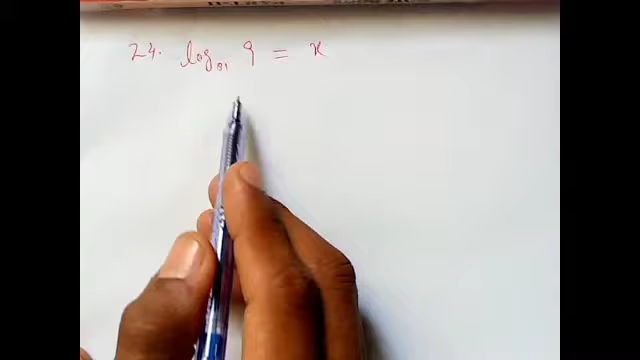 24. log₈₁ 9 = x